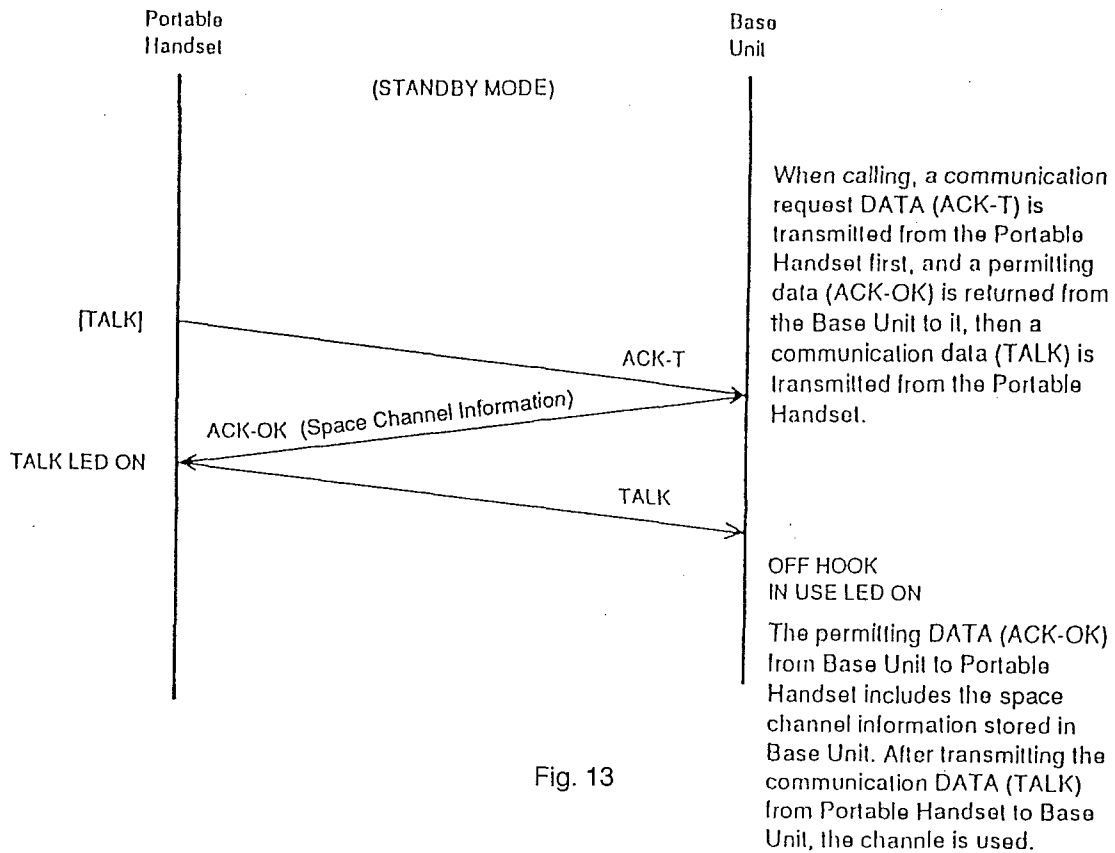 Portable
Handset
Base
Unit
(STANDBY MODE)
When calling, a communication
request DATA (ACK-T) is
transmitted from the Portable
Handset first, and a permitting
data (ACK-OK) is returned from
the Base Unit to it, then a
communication data (TALK) is
transmitted from the Portable
Handset.
[TALK]
ACK-T
ACK-OK (Space Channel Information)
TALK LED ON
TALK
OFF HOOK
IN USE LED ON
The permitting DATA (ACK-OK)
from Base Unit to Portable
Handset includes the space
channel information stored in
Base Unit. After transmitting the
communication DATA (TALK)
from Portable Handset to Base
Unit, the channle is used.
Fig. 13